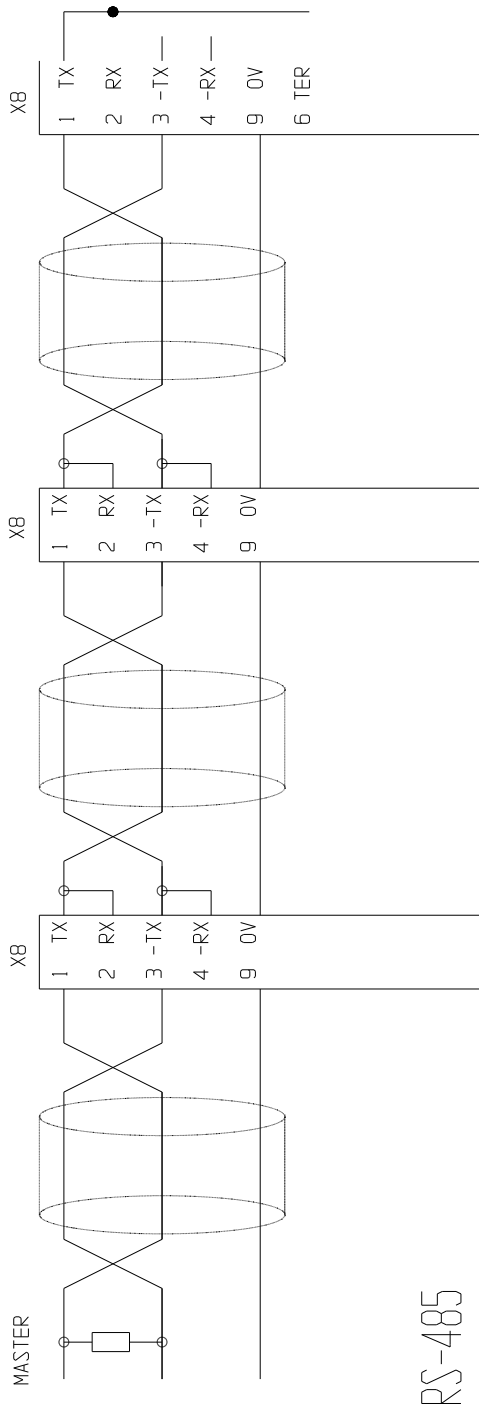 MASTER
X8
1 TX
2 RX
3 -TX
4 -RX
9 0V
X8
1 TX
2 RX
3 -TX
4 -RX
9 0V
X8
1 TX
2 RX
3 -TX
4 -RX
9 0V
6 TER
RS-485